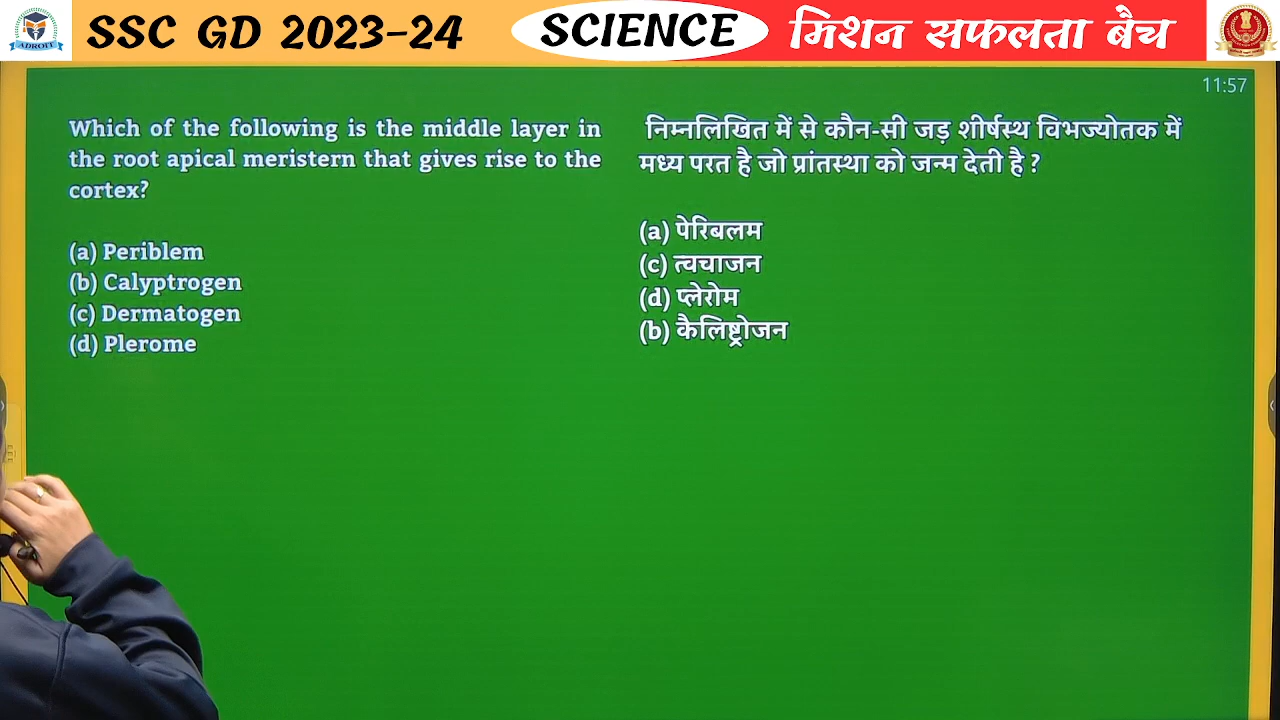 ADROIT
SSC GD 2023-24
SCIENCE
मिशन सफलता बैच
11:57
Which of the following is the middle layer in
the root apical meristern that gives rise to the
cortex?
(a) Periblem
(b) Calyptrogen
(c) Dermatogen
(d) Plerome
निम्नलिखित में से कौन-सी जड़ शीर्षस्थ विभज्योतक में
मध्य परत है जो प्रांतस्था को जन्म देती है ?
(a) पेरिबलम
(c) त्वचाजन
(d) प्लेरोम
(b) कैलिष्ट्रोजन